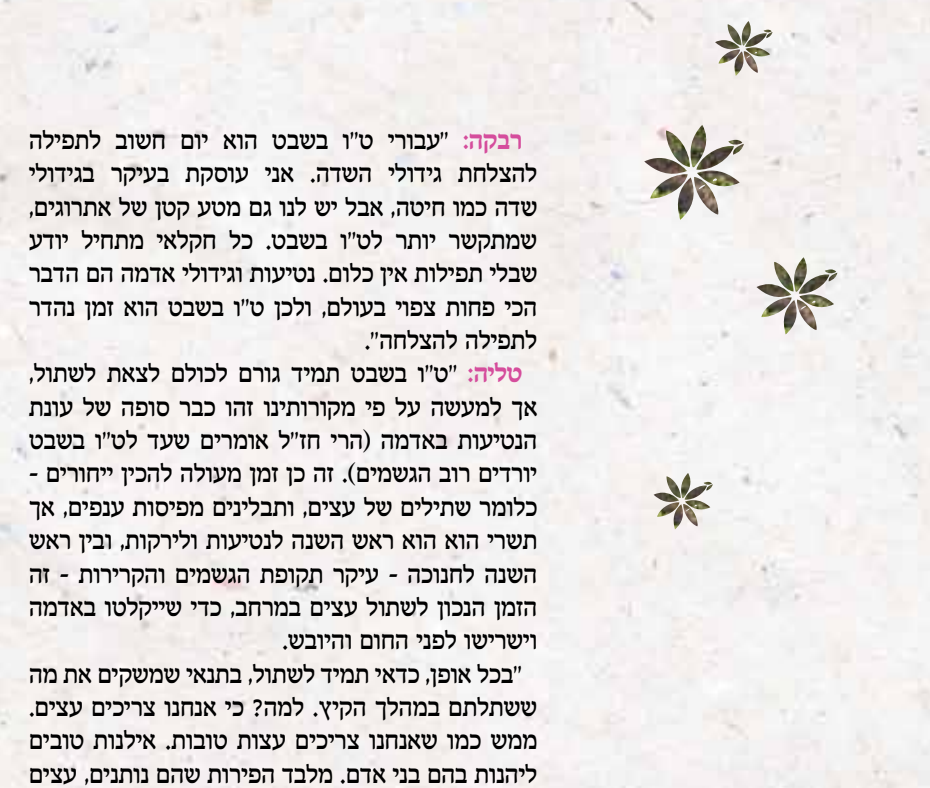 רבקה: "עבורי ט"ו בשבט הוא יום חשוב לתפילה
להצלחת גידולי השדה. אני עוסקת בעיקר בגידולי
שדה כמו חיטה, אבל יש לנו גם מטע קטן של אתרוגים,
שמתקשר יותר לט"ו בשבט. כל חקלאי מתחיל יודע
שבלי תפילות אין כלום. נטיעות וגידולי אדמה הם הדבר
הכי פחות צפוי בעולם, ולכן ט"ו בשבט הוא זמן נהדר
לתפילה להצלחה".
טליה: "ט"ו בשבט תמיד גורם לכולם לצאת לשתול,
אך למעשה על פי מקורותינו זהו כבר סופה של עונת
הנטיעות באדמה (הרי חז"ל אומרים שעד לט"ו בשבט
יורדים רוב הגשמים). זה כן זמן מעולה להכין ייחורים -
כלומר שתילים של עצים, ותבלינים מפיסות ענפים, אך
תשרי הוא הוא ראש השנה לנטיעות ולירקות, ובין ראש
השנה לחנוכה - עיקר תקופת הגשמים והקרירות - זה
הזמן הנכון לשתול עצים במרחב, כדי שייקלטו באדמה
וישרישו לפני החום והיובש.
"בכל אופן, כדאי תמיד לשתול, בתנאי שמשקים את מה
ששתלתם במהלך הקיץ. למה? כי אנחנו צריכים עצים.
ממש כמו שאנחנו צריכים עצות טובות. אילנות טובים
ליהנות בהם בני אדם. מלבד הפירות שהם נותנים, עצים